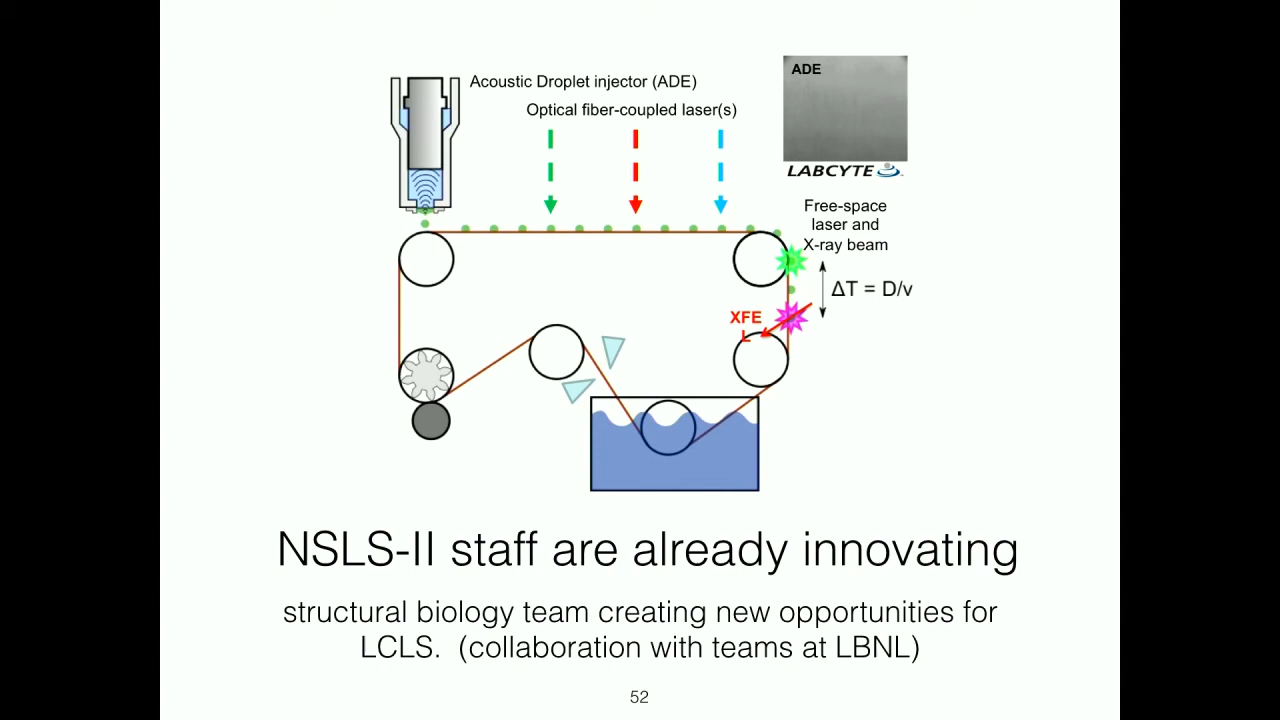 Acoustic Droplet injector (ADE)
Optical fiber-coupled laser(s)
ADE
LABCYTE
Free-space
laser and
X-ray beam
ΔT = D/v
XFE
L
NSLS-II staff are already innovating
structural biology team creating new opportunities for
LCLS. (collaboration with teams at LBNL)
52